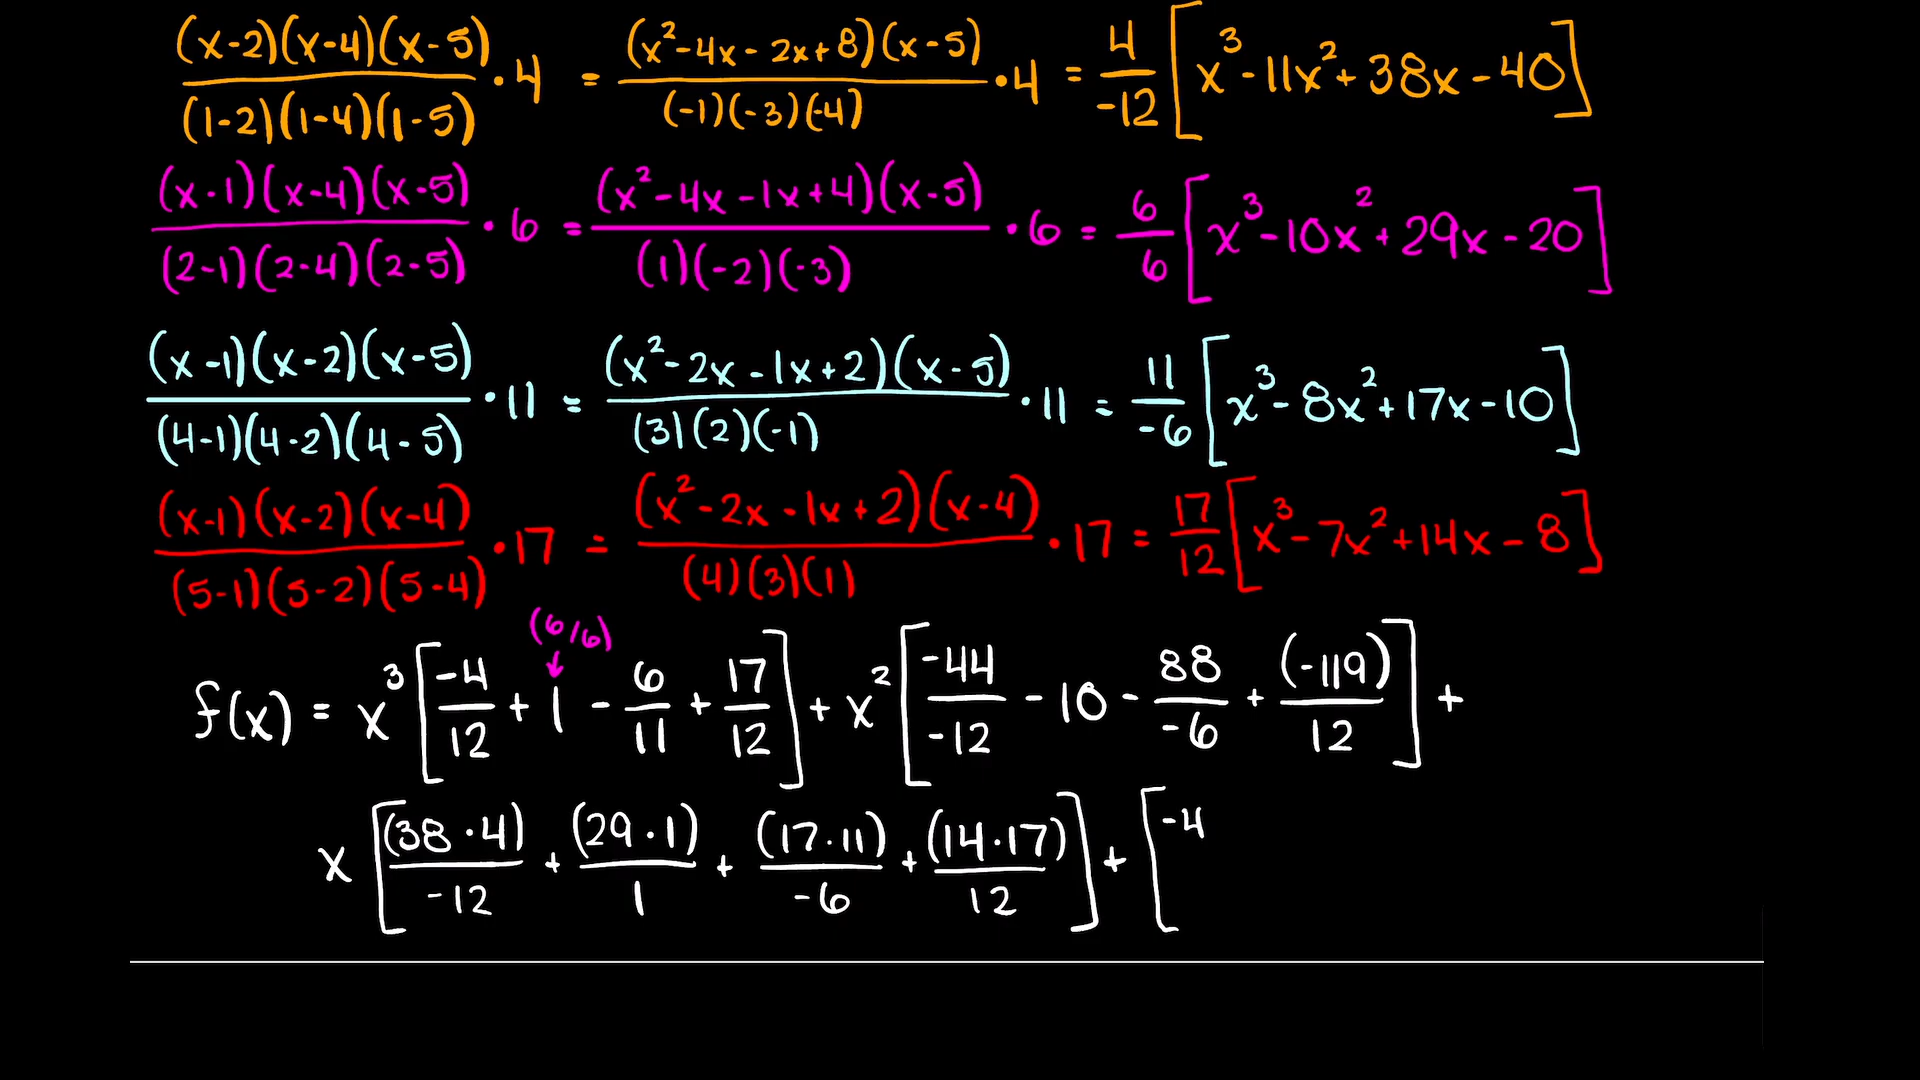 (x-2)(x-4)(x-5)/(1-2)(1-4)(1-5) · 4 = (x²-4x-2x+8)(x-5)/(-1)(-3)(-4) · 4 = 4/-12 [x³-11x²+38x-40]
(x-1)(x-4)(x-5)/(2-1)(2-4)(2-5) · 6 = (x²-4x-1x+4)(x-5)/(1)(-2)(-3) · 6 = 6/6 [x³-10x²+29x-20]
(x-1)(x-2)(x-5)/(4-1)(4-2)(4-5) · 11 = (x²-2x-1x+2)(x-5)/(3)(2)(-1) · 11 = 11/-6 [x³-8x²+17x-10]
(x-1)(x-2)(x-4)/(5-1)(5-2)(5-4) · 17 = (x²-2x-1x+2)(x-4)/(4)(3)(1) · 17 = 17/12 [x³-7x²+14x-8]
(6/6)
f(x) = x³ [-4/12 + 1 - 6/11 + 17/12] + x² [-44/-12 - 10 - 88/-6 + (-119)/12] +
x [(38·4)/-12 + (29·1)/1 + (17·11)/-6 + (14·17)/12] + [-4